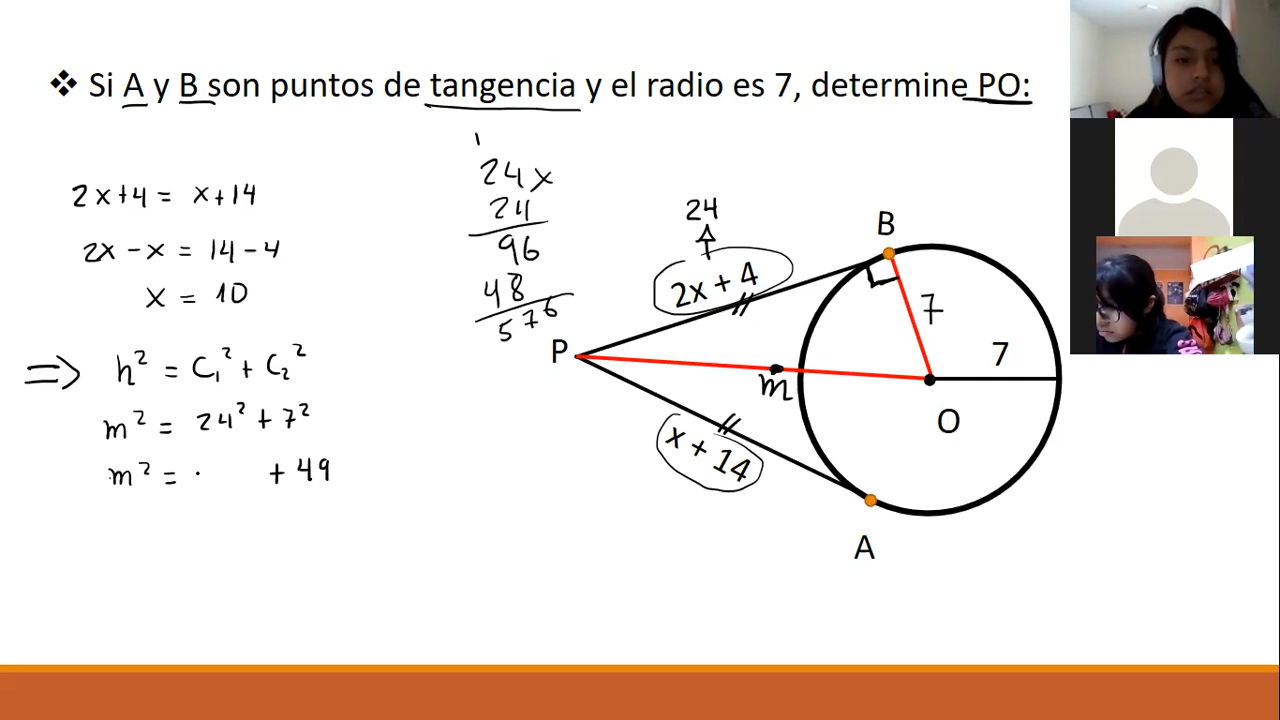 ❖ Si A y B son puntos de tangencia y el radio es 7, determine PO:
2x+4 = x+14
2x - x = 14 - 4
x = 10
⇒ h² = C₁² + C₂²
m² = 24² + 7²
m² = · + 49
1
24x
24
96
48
576
24
2x + 4
B
7
P
m
7
O
x + 14
A